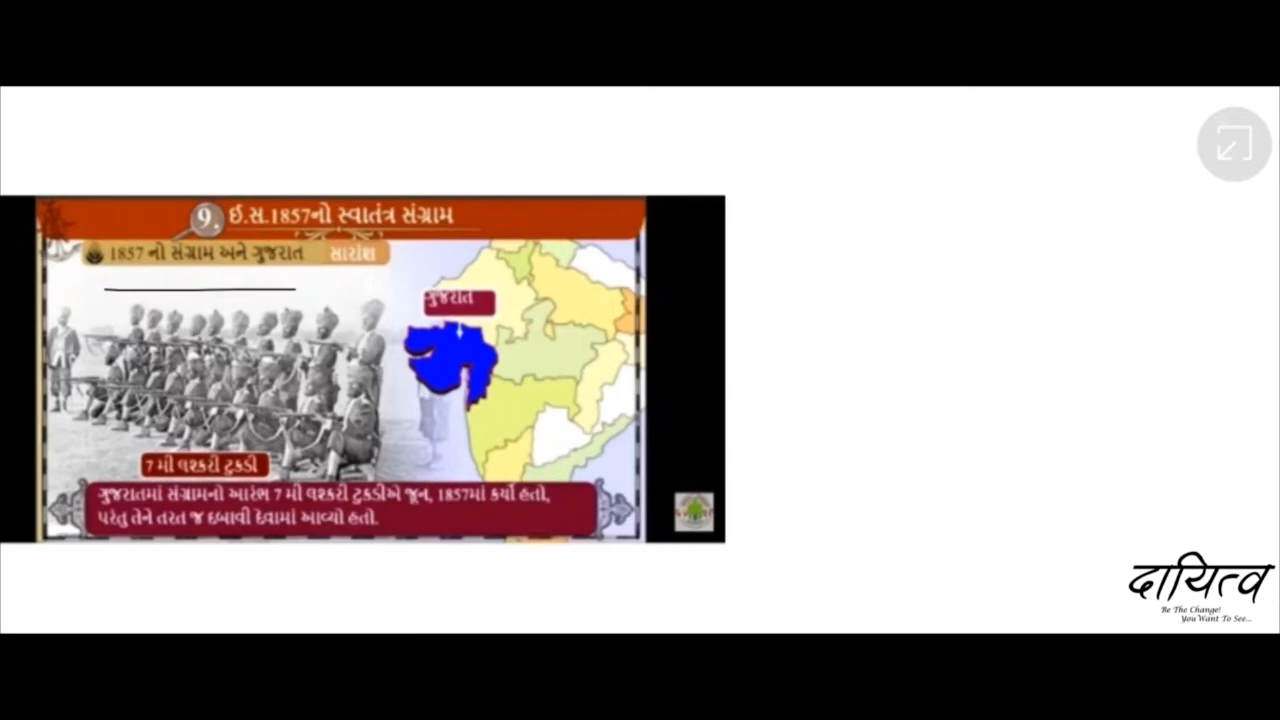 9. ઈ.સ.1857નો સ્વાતંત્ર સંગ્રામ
1857 નો સંગ્રામ અને ગુજરાત સારાંશ
ગુજરાત
7 મી લશ્કરી ટુકડી
ગુજરાતમાં સંગ્રામનો આરંભ 7 મી લશ્કરી ટુકડીએ જૂન, 1857માં કર્યો હતો,
પરંતુ તેને તરત જ દબાવી દેવામાં આવ્યો હતો.
दायित्व
Be The Change!
You Want To See...